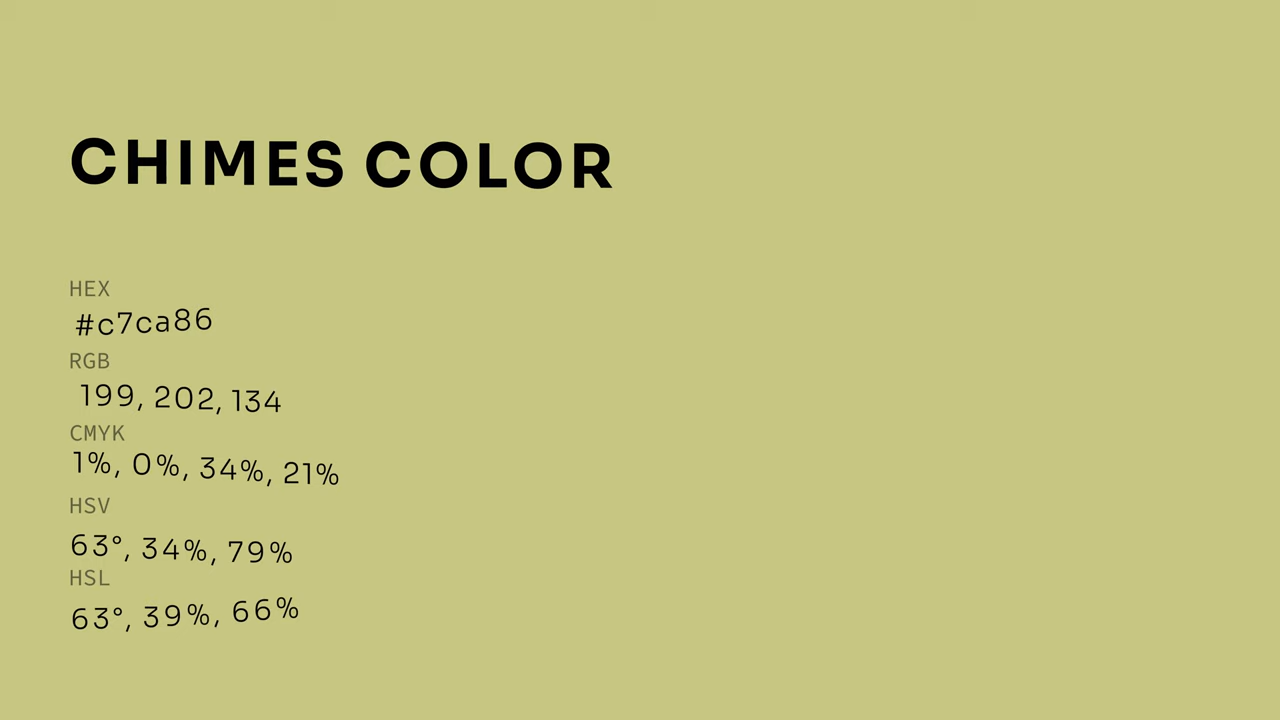 CHIMES COLOR
HEX
#c7ca86
RGB
199, 202, 134
CMYK
1%, 0%, 34%, 21%
HSV
63°, 34%, 79%
HSL
63°, 39%, 66%